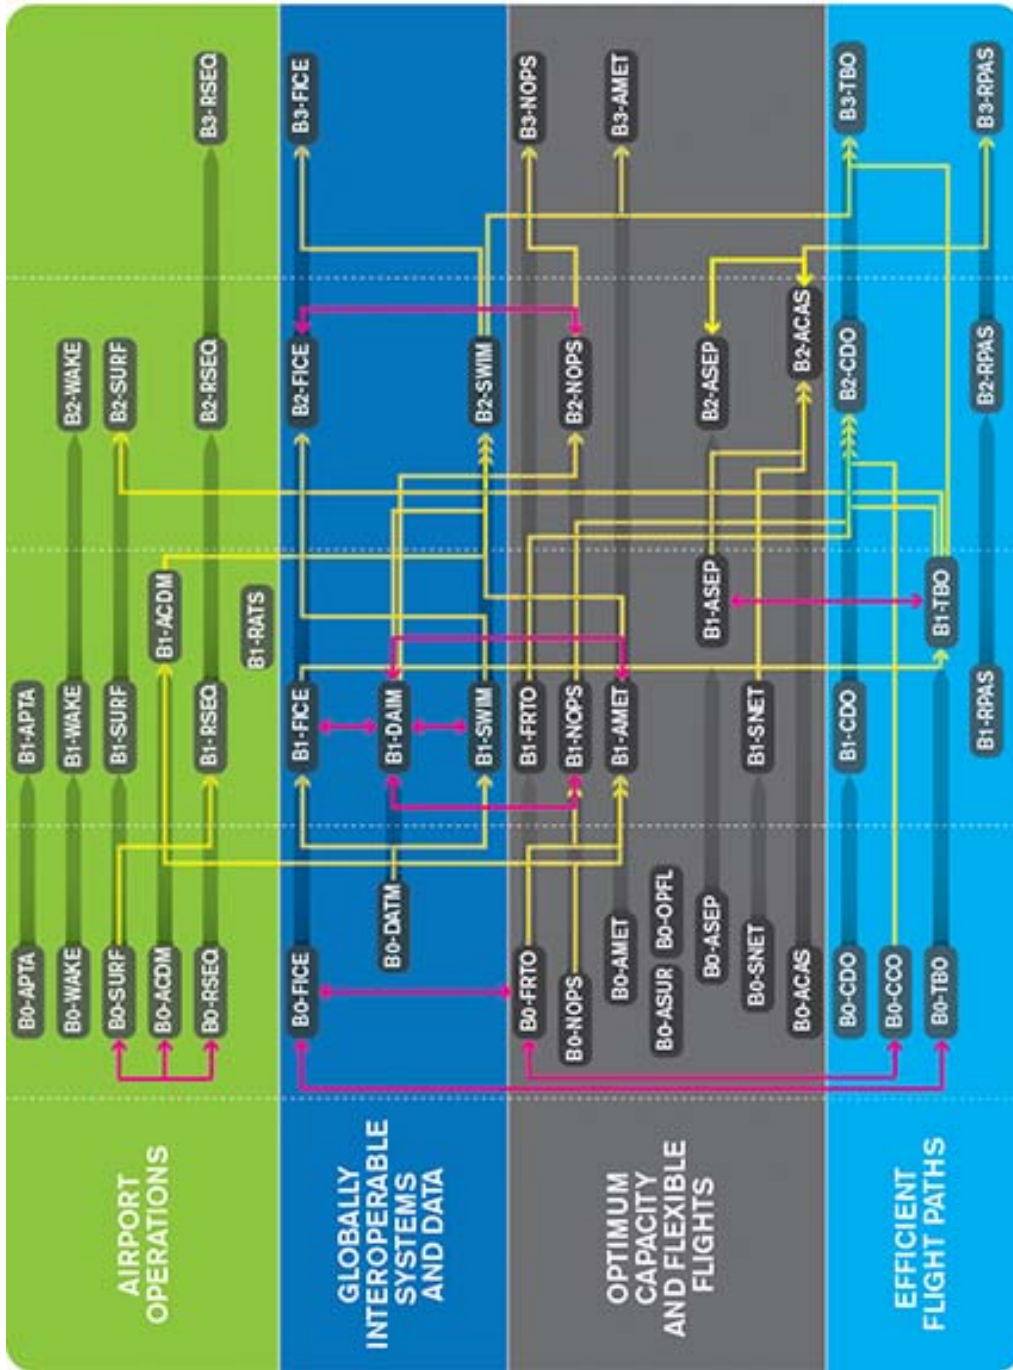 AIRPORT
OPERATIONS
B0-APTA
B1-APTA
B0-WAKE
B1-WAKE
B2-WAKE
B0-SURF
B1-SURF
B2-SURF
B0-ACDM
B1-ACDM
B0-RSEQ
B1-RSEQ
B2-RSEQ
B3-RSEQ
B1-RATS
GLOBALLY
INTEROPERABLE
SYSTEMS
AND DATA
B0-FICE
B1-FICE
B2-FICE
B3-FICE
B0-DATM
B1-DAIM
B1-SWIM
B2-SWIM
OPTIMUM
CAPACITY
AND FLEXIBLE
FLIGHTS
B0-FRTO
B1-FRTO
B3-NOPS
B0-NOPS
B1-NOPS
B2-NOPS
B0-AMET
B1-AMET
B3-AMET
B0-ASUR
B0-OPFL
B0-ASEP
B1-ASEP
B2-ASEP
B0-SNET
B1-SNET
B0-ACAS
B2-ACAS
EFFICIENT
FLIGHT PATHS
B0-CDO
B1-CDO
B2-CDO
B3-TBO
B0-CCO
B0-TBO
B1-TBO
B1-RPAS
B2-RPAS
B3-RPAS